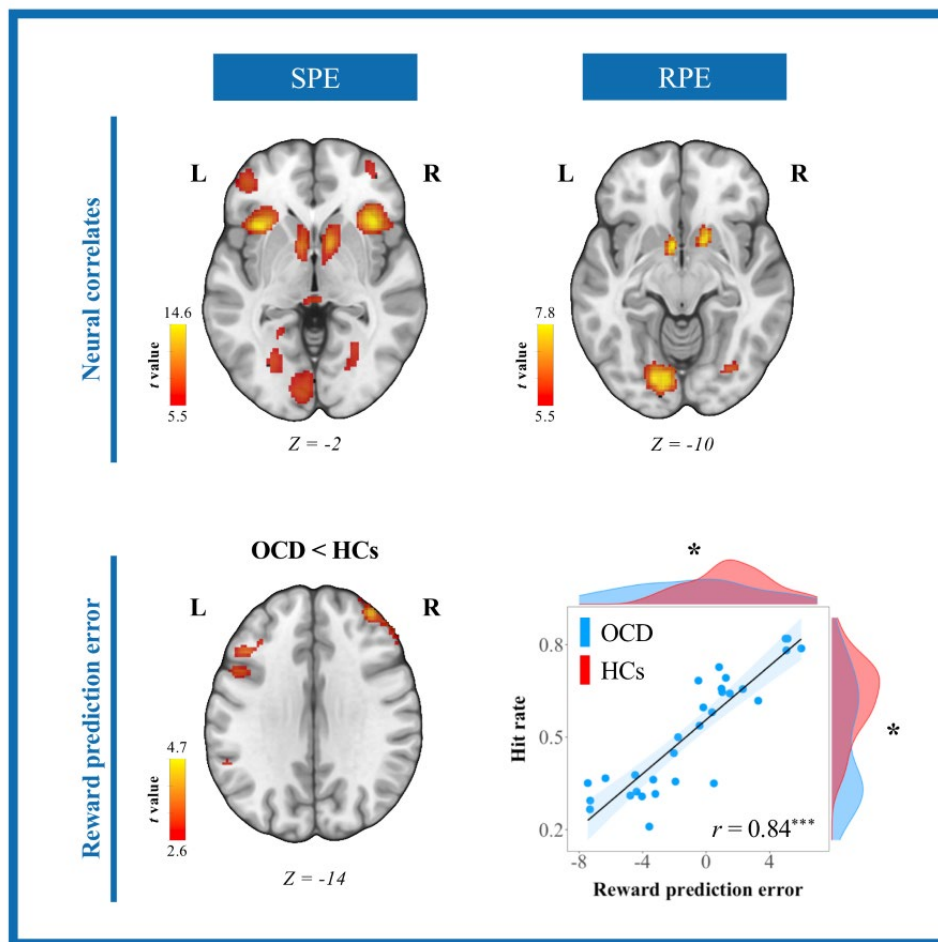 SPE
RPE
Neural correlates
L
R
14.6
t value
5.5
Z = -2
L
R
7.8
t value
5.5
Z = -10
Reward prediction error
OCD < HCs
L
R
4.7
t value
2.6
Z = -14
*
OCD
HCs
*
Hit rate
0.8
0.5
0.2
r = 0.84***
-8
-4
0
4
Reward prediction error